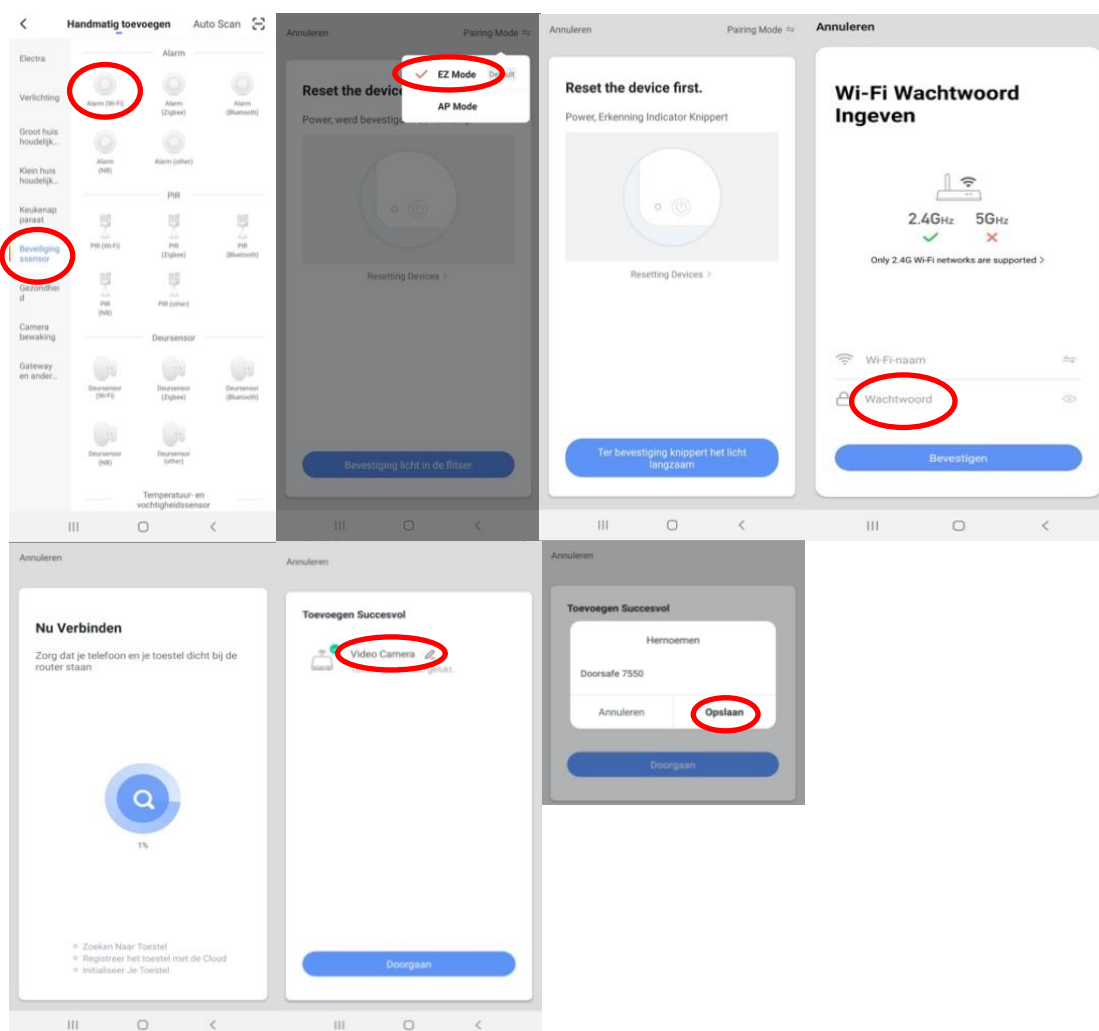 Handmatig toevoegen
Auto Scan
Electra
Verlichting
Groot huis
houdelijk...
Klein huis
houdelijk...
Keukenap
paraat
Beveiliging
ssensor
Gezondhei
d
Camera
bewaking
Gateway
en ander...
Alarm
Alarm (Wi-Fi)
Alarm
(Zigbee)
Alarm
(Bluetooth)
Alarm
(NB)
Alarm (other)
PIR
PIR (Wi-Fi)
PIR
(Zigbee)
PIR
(Bluetooth)
PIR
(NB)
PIR (other)
Deursensor
Deursensor
(Wi-Fi)
Deursensor
(Zigbee)
Deursensor
(Bluetooth)
Deursensor
(NB)
Deursensor
(other)
Temperatuur- en
vochtigheidssensor
Annuleren
Pairing Mode
EZ Mode
AP Mode
Reset the
Power, werd
Resetting Devices >
Bevestiging licht in de flitser
Annuleren
Pairing Mode
Reset the device first.
Power, Erkenning Indicator Knippert
Resetting Devices >
Ter bevestiging knippert het licht
langzaam
Annuleren
Wi-Fi Wachtwoord
Ingeven
2.4GHz 5GHz
Only 2.4G Wi-Fi networks are supported >
Wi-Fi-naam
Wachtwoord
Bevestigen
Annuleren
Nu Verbinden
Zorg dat je telefoon en je toestel dicht bij de
router staan
1%
Zoeken Naar Toestel
Registreer het toestel met de Cloud
Initialiseer Je Toestel
Annuleren
Toevoegen Succesvol
Video Camera
Doorgaan
Annuleren
Toevoegen Succesvol
Hernoemen
Doorsafe 7550
Annuleren
Opslaan
Doorgaan